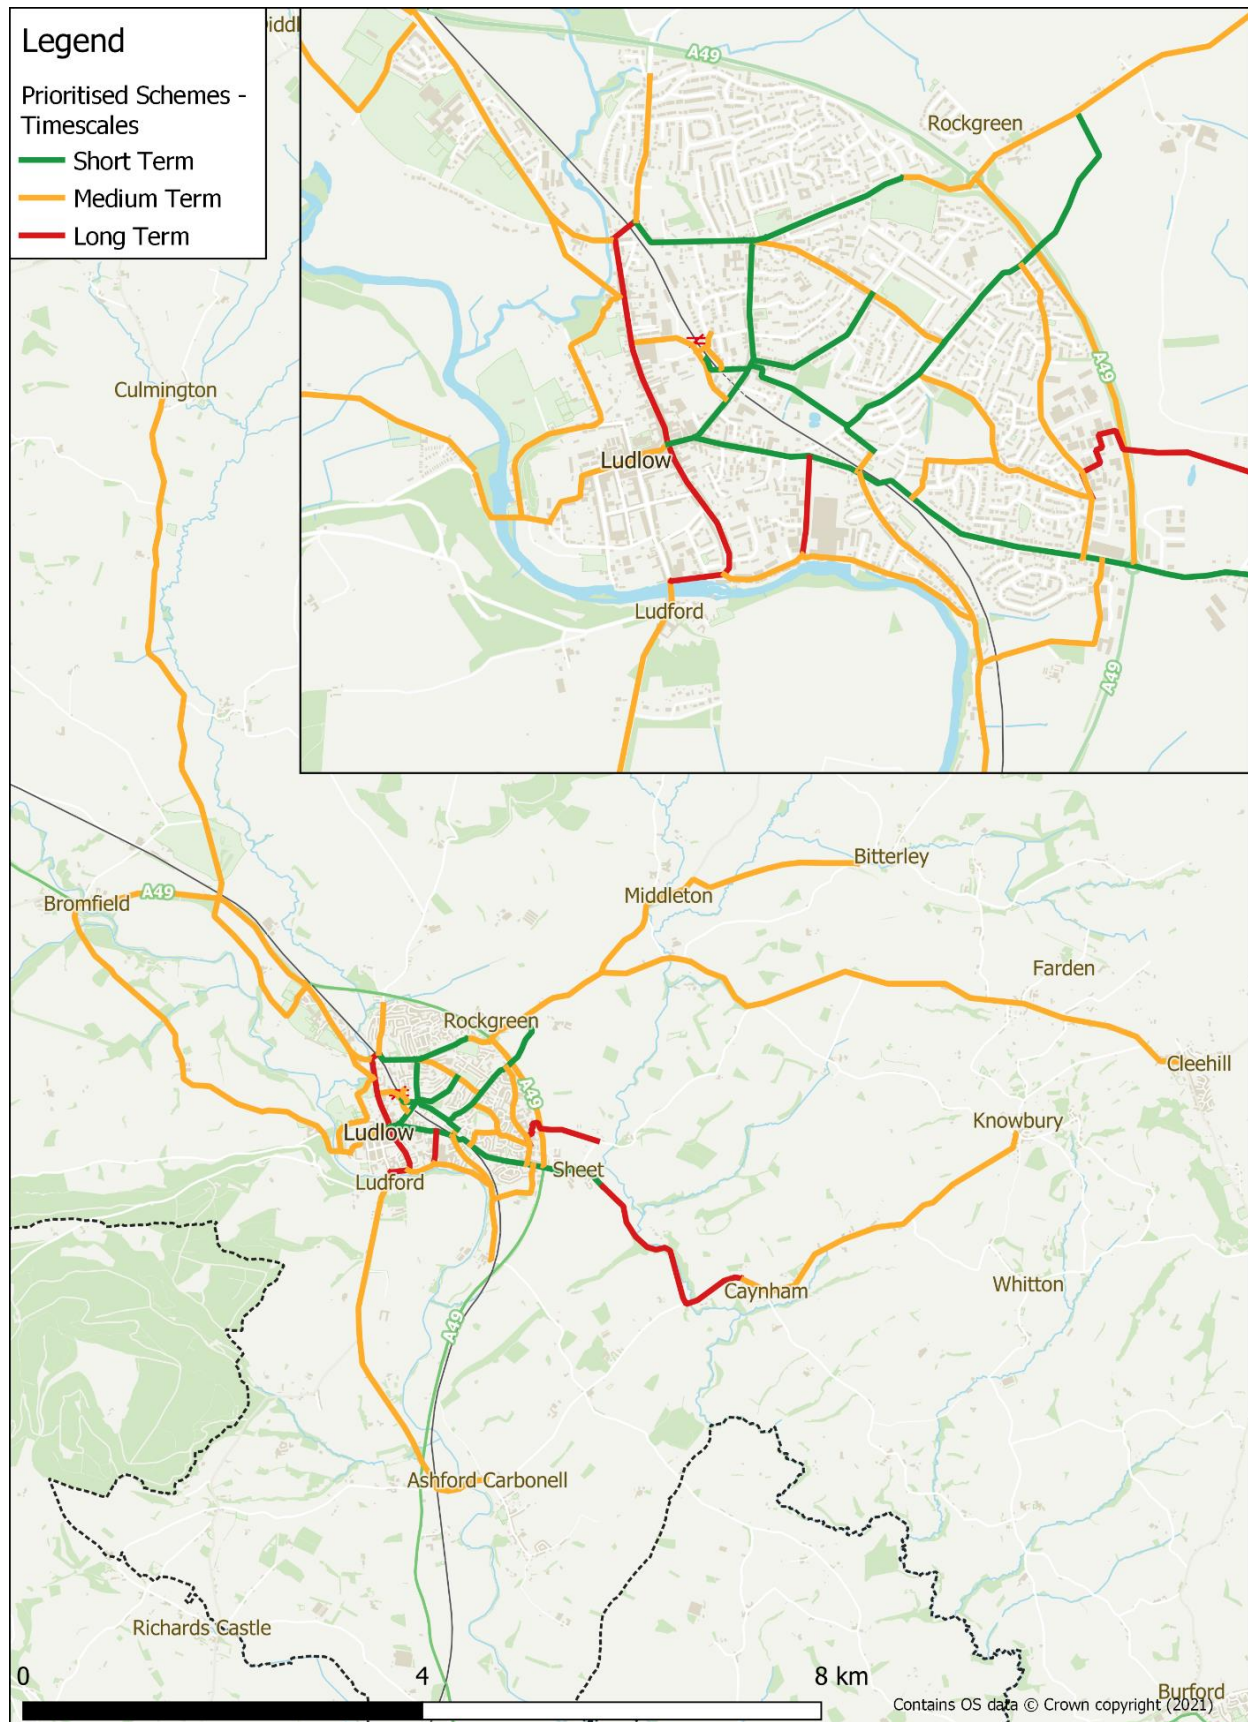 Legend
Prioritised Schemes -
Timescales
Short Term
Medium Term
Long Term
A49
Rockgreen
A49
Ludlow
Ludford
A49
Culmington
Bitterley
Middleton
A49
Bromfield
Farden
Rockgreen
Cleehill
A49
Knowbury
Ludlow
Sheet
Ludford
Whitton
Caynham
A49
Ashford Carbonell
Richards Castle
0 4 8 km
Burford
Contains OS data © Crown copyright (2021)